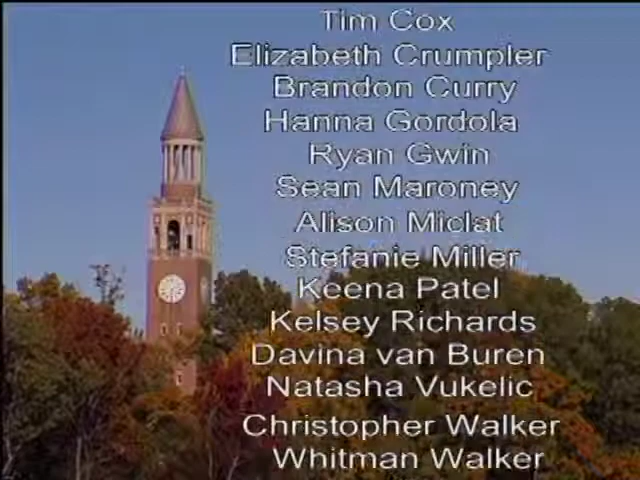 Tim Cox
Elizabeth Crumpler
Brandon Curry
Hanna Gordola
Ryan Gwin
Sean Maroney
Alison Miclat
Stefanie Miller
Keena Patel
Kelsey Richards
Davina van Buren
Natasha Vukelic
Christopher Walker
Whitman Walker